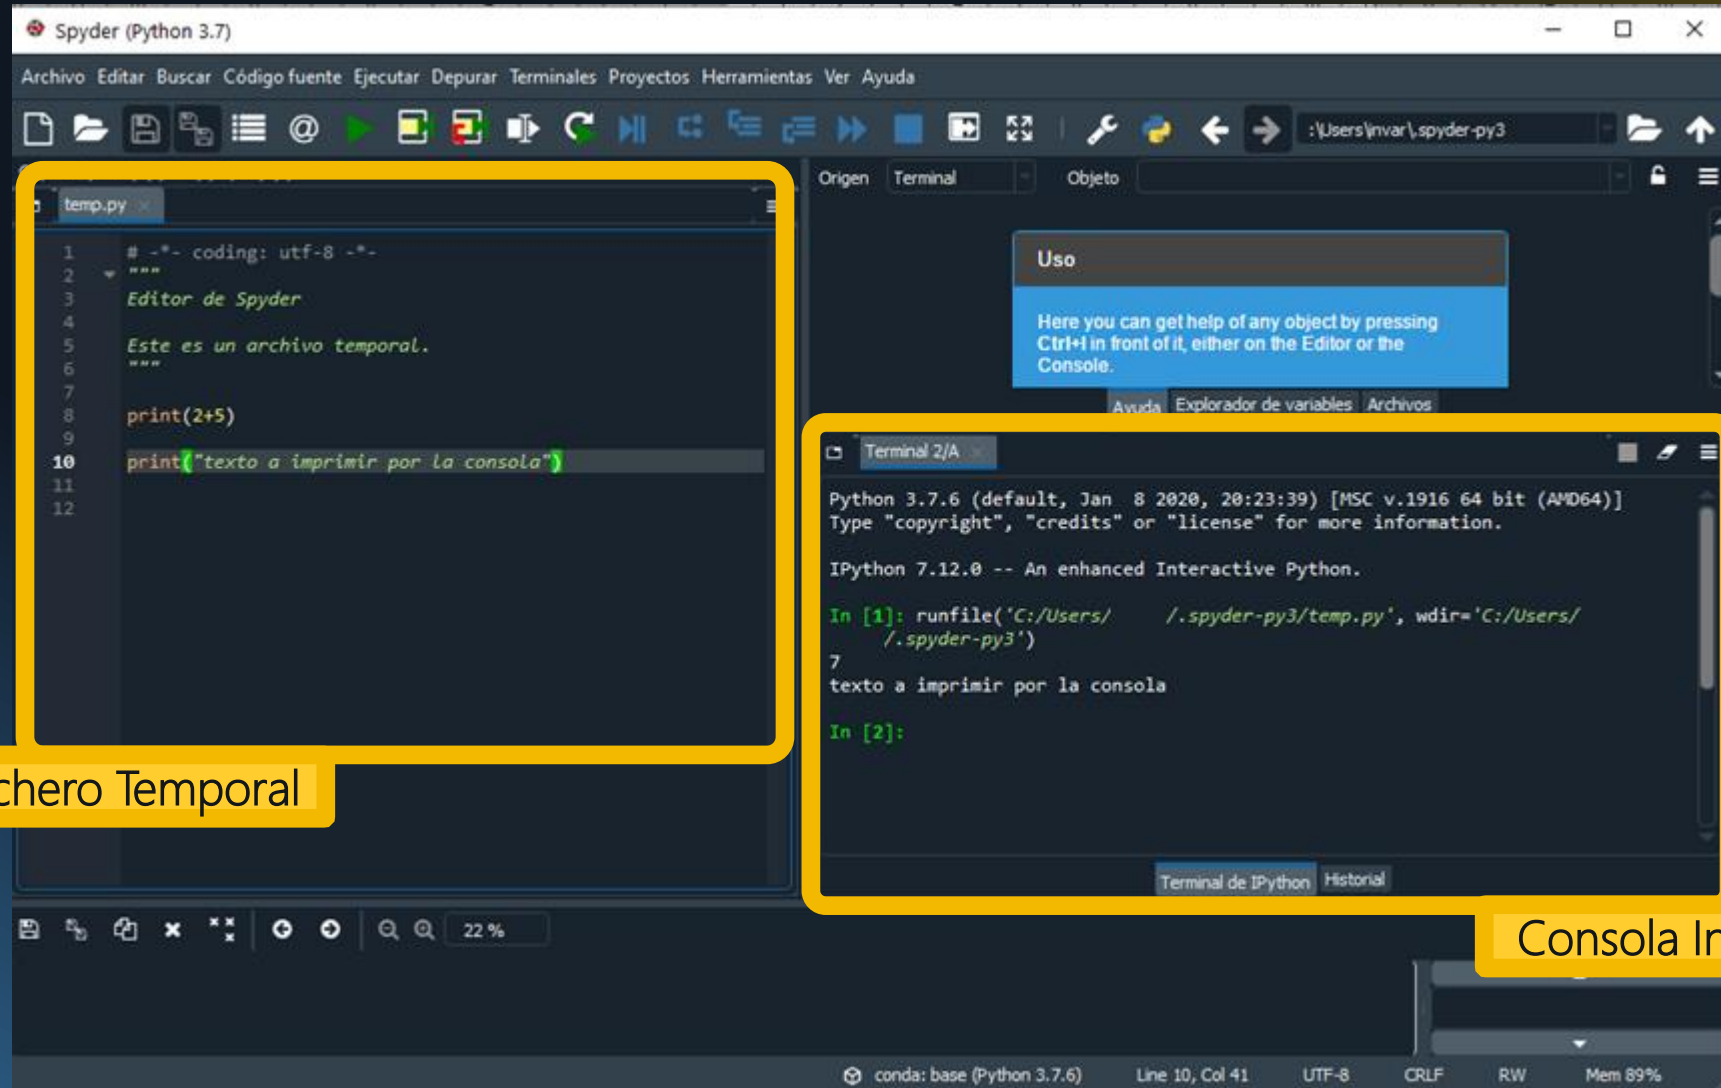 Spyder (Python 3.7)
Archivo Editar Buscar Código fuente Ejecutar Depurar Terminales Proyectos Herramientas Ver Ayuda
:\Users\invar\.spyder-py3
temp.py
1 # -*- coding: utf-8 -*-
2 """
3 Editor de Spyder
4
5 Este es un archivo temporal.
6 """
7
8 print(2+5)
9
10 print("texto a imprimir por la consola")
11
12
chero Temporal
Origen Terminal Objeto
Uso
Here you can get help of any object by pressing
Ctrl+I in front of it, either on the Editor or the
Console.
Ayuda Explorador de variables Archivos
Terminal 2/A
Python 3.7.6 (default, Jan 8 2020, 20:23:39) [MSC v.1916 64 bit (AMD64)]
Type "copyright", "credits" or "license" for more information.
IPython 7.12.0 -- An enhanced Interactive Python.
In [1]: runfile('C:/Users/ /.spyder-py3/temp.py', wdir='C:/Users/
/.spyder-py3')
7
texto a imprimir por la consola
In [2]:
Terminal de IPython Historial
Consola In
22 %
conda: base (Python 3.7.6) Line 10, Col 41 UTF-8 CRLF RW Mem 89%